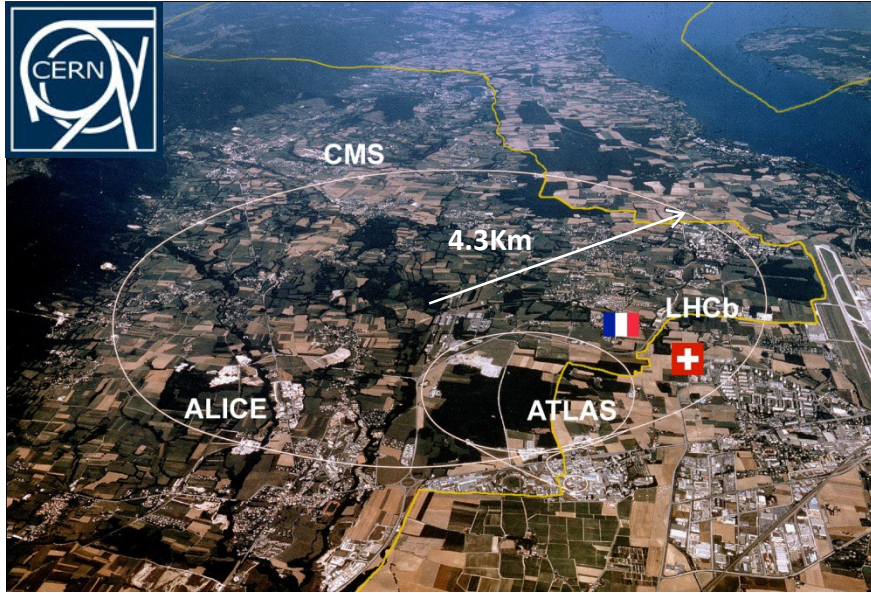 CERN
CMS
4.3Km
LHCb
ALICE
ATLAS